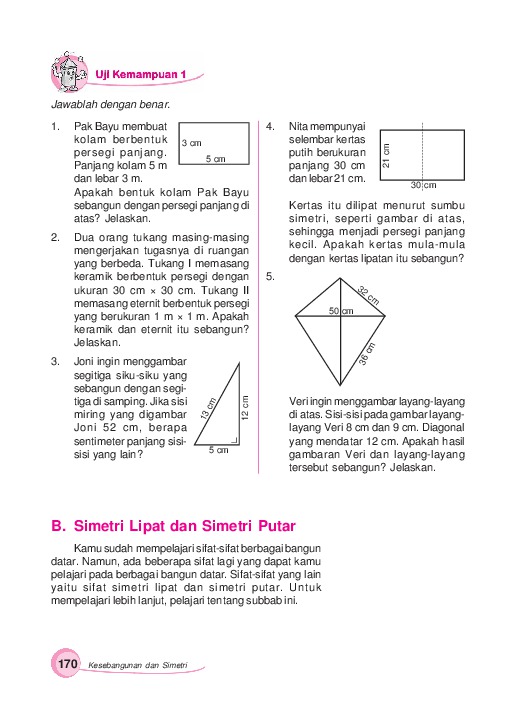 Uji Kemampuan 1
Jawablah dengan benar.
1. Pak Bayu membuat
kolam berbentuk
persegi panjang.
Panjang kolam 5 m
dan lebar 3 m.
3 cm
5 cm
Apakah bentuk kolam Pak Bayu
sebangun dengan persegi panjang di
atas? Jelaskan.
2. Dua orang tukang masing-masing
mengerjakan tugasnya di ruangan
yang berbeda. Tukang I memasang
keramik berbentuk persegi dengan
ukuran 30 cm × 30 cm. Tukang II
memasang eternit berbentuk persegi
yang berukuran 1 m × 1 m. Apakah
keramik dan eternit itu sebangun?
Jelaskan.
3. Joni ingin menggambar
segitiga siku-siku yang
sebangun dengan segi-
tiga di samping. Jika sisi
miring yang digambar
Joni 52 cm, berapa
sentimeter panjang sisi-
sisi yang lain?
13 cm
12 cm
5 cm
4. Nita mempunyai
selembar kertas
putih berukuran
panjang 30 cm
dan lebar 21 cm.
21 cm
30 cm
Kertas itu dilipat menurut sumbu
simetri, seperti gambar di atas,
sehingga menjadi persegi panjang
kecil. Apakah kertas mula-mula
dengan kertas lipatan itu sebangun?
5.
32 cm
50 cm
36 cm
Veri ingin menggambar layang-layang
di atas. Sisi-sisi pada gambar layang-
layang Veri 8 cm dan 9 cm. Diagonal
yang mendatar 12 cm. Apakah hasil
gambaran Veri dan layang-layang
tersebut sebangun? Jelaskan.
B. Simetri Lipat dan Simetri Putar
Kamu sudah mempelajari sifat-sifat berbagai bangun
datar. Namun, ada beberapa sifat lagi yang dapat kamu
pelajari pada berbagai bangun datar. Sifat-sifat yang lain
yaitu sifat simetri lipat dan simetri putar. Untuk
mempelajari lebih lanjut, pelajari tentang subbab ini.
170 Kesebangunan dan Simetri